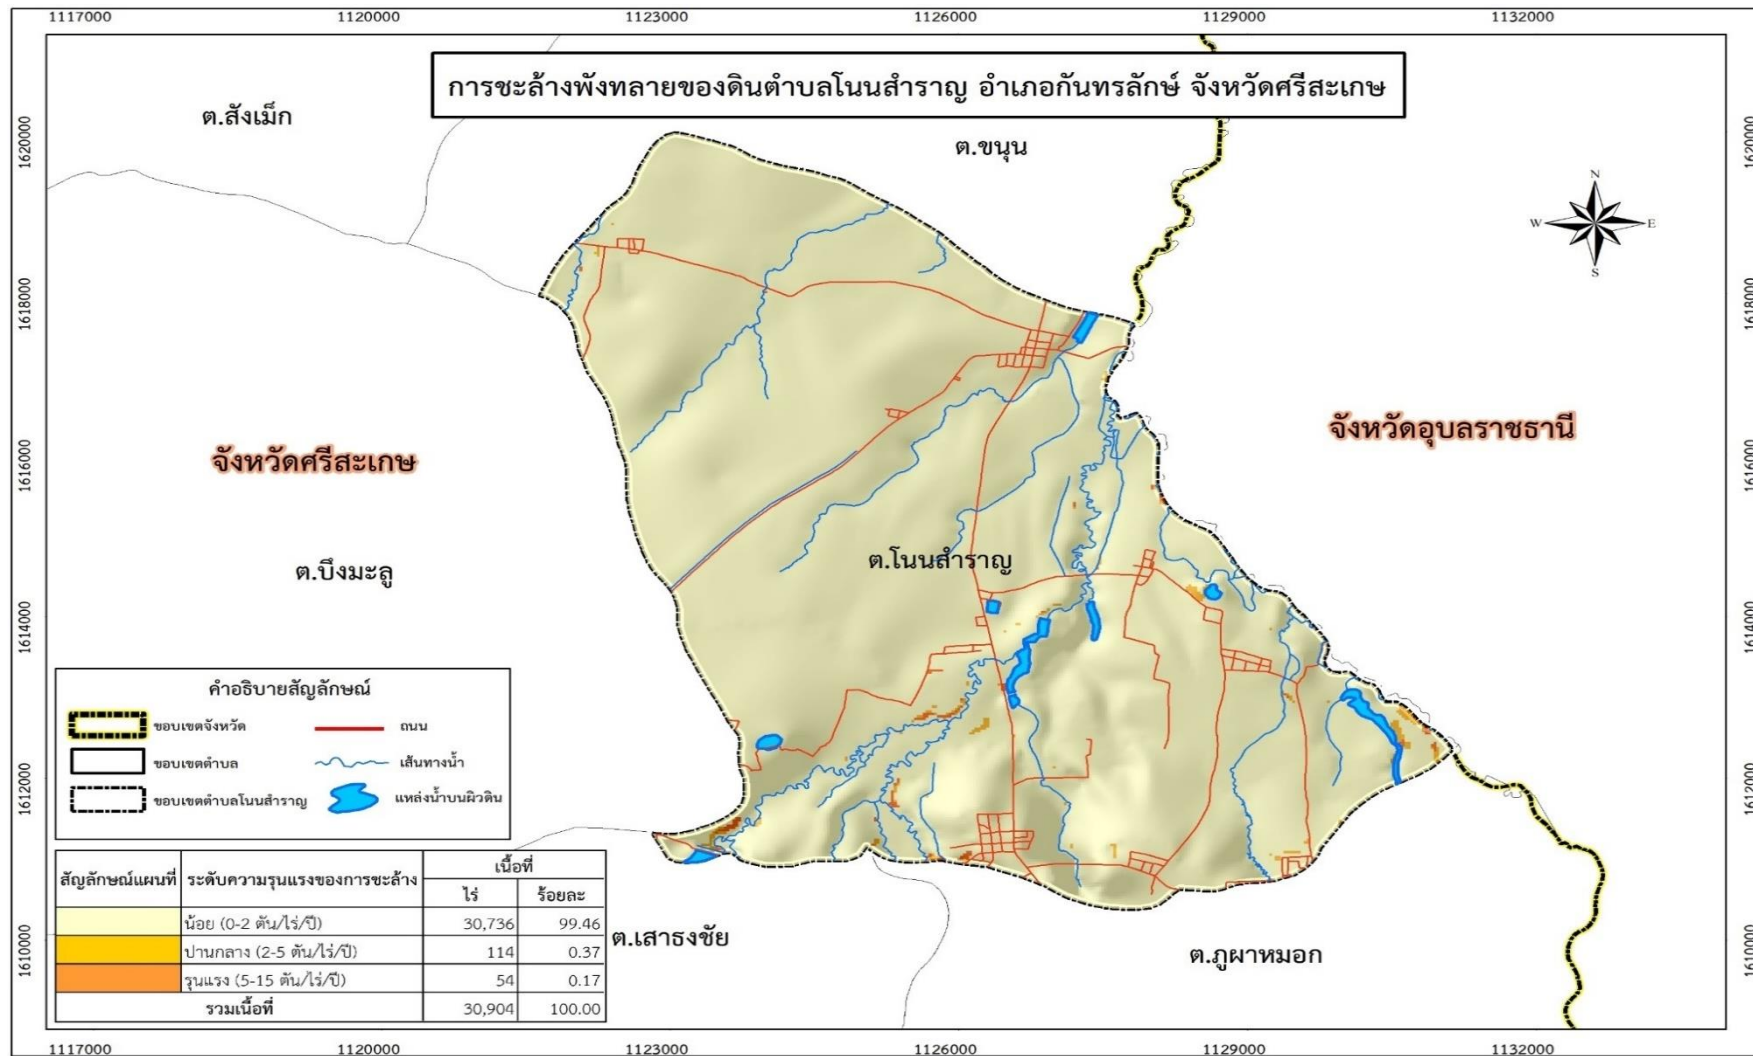 1117000 1120000 1123000 1126000 1129000 1132000
การชะล้างพังทลายของดินตำบลโนนสำราญ อำเภอกันทรลักษ์ จังหวัดศรีสะเกษ
ต.สังเม็ก
ต.ขนุน
1620000 1620000
N
W E
S
1618000 1618000
จังหวัดศรีสะเกษ
จังหวัดอุบลราชธานี
1616000 1616000
ต.บึงมะลู
ต.โนนสำราญ
1614000 1614000
คำอธิบายสัญลักษณ์
ขอบเขตจังหวัด ถนน
ขอบเขตตำบล เส้นทางน้ำ
ขอบเขตตำบลโนนสำราญ แหล่งน้ำบนผิวดิน
1612000 1612000
สัญลักษณ์แผนที่ ระดับความรุนแรงของการชะล้าง เนื้อที่
ไร่ ร้อยละ
น้อย (0-2 ตัน/ไร่/ปี) 30,736 99.46
ปานกลาง (2-5 ตัน/ไร่/ปี) 114 0.37
รุนแรง (5-15 ตัน/ไร่/ปี) 54 0.17
รวมเนื้อที่ 30,904 100.00
ต.เสาธงชัย
ต.ภูผาหมอก
1610000 1610000
1117000 1120000 1123000 1126000 1129000 1132000